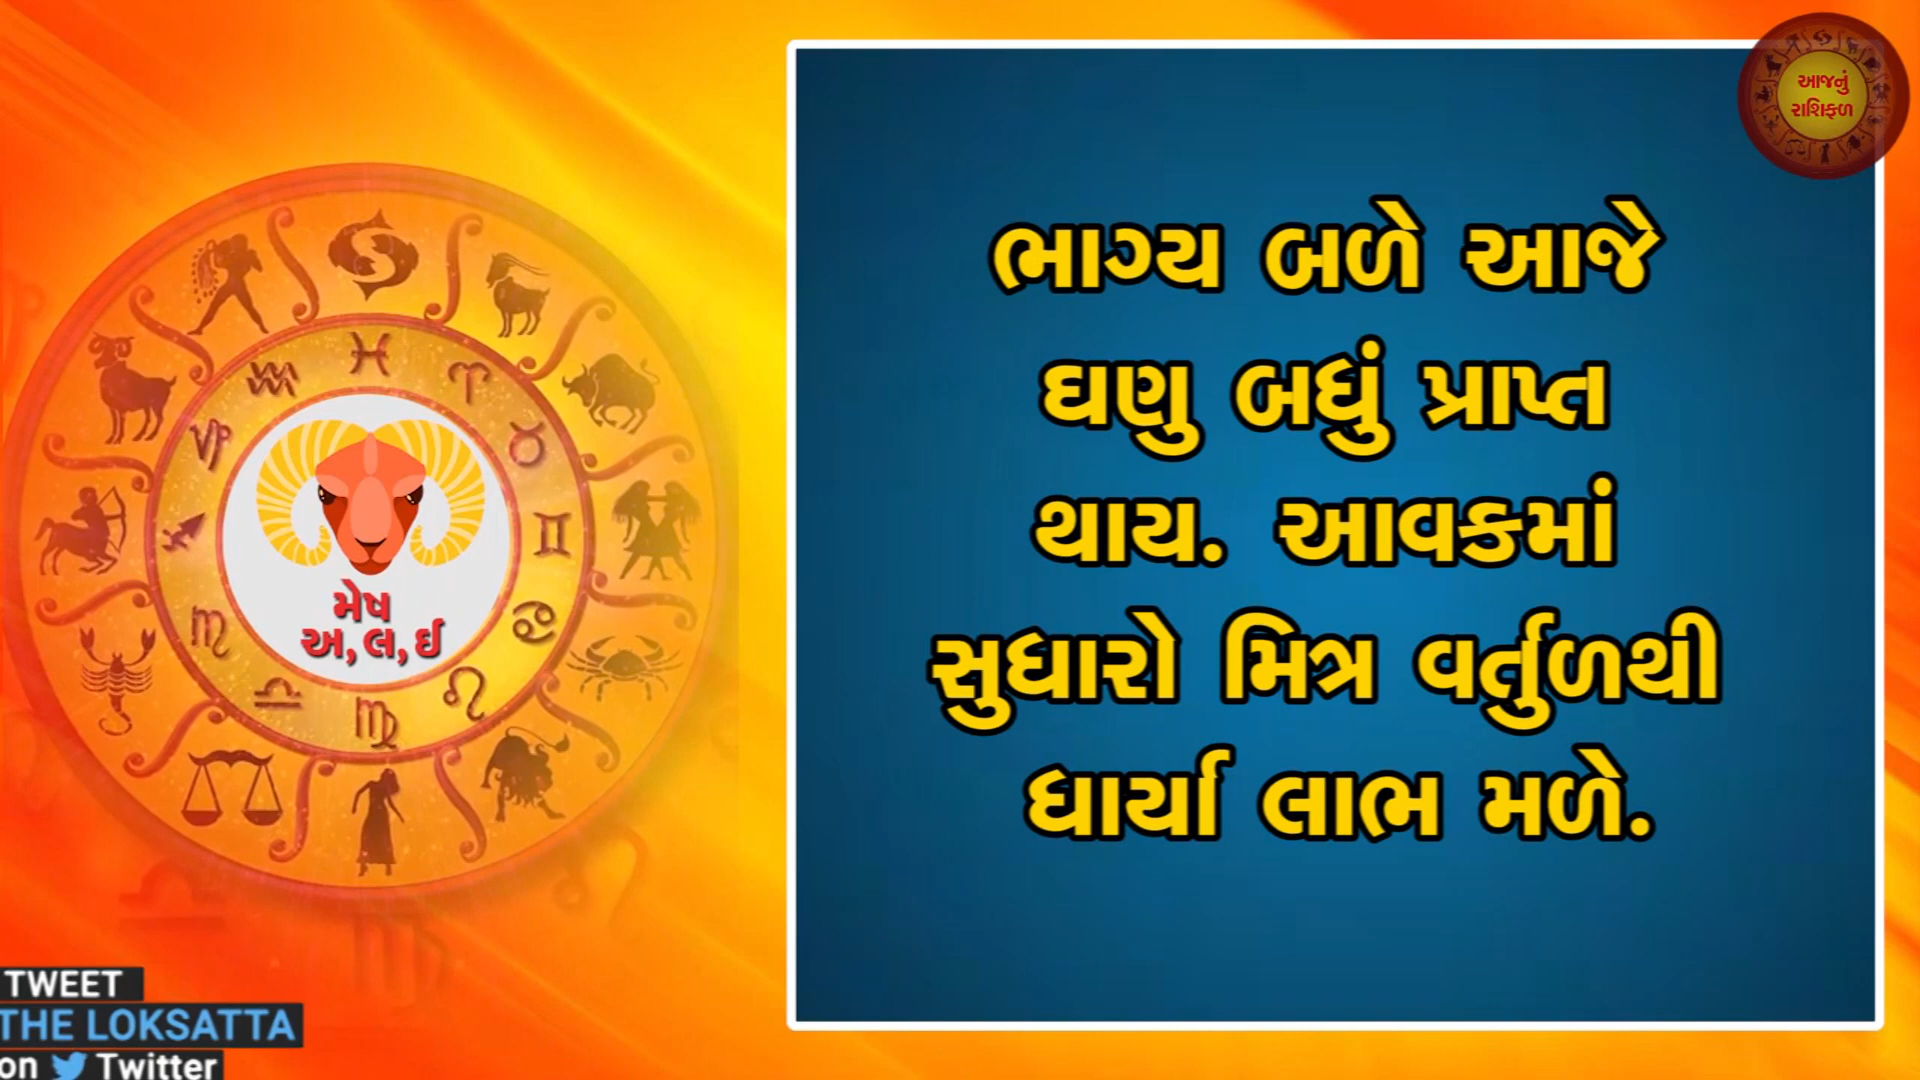 આજનું
રાશિફળ
ભાગ્ય બળે આજે
ઘણુ બધું પ્રાપ્ત
થાય. આવકમાં
સુધારો મિત્ર વર્તુળથી
ધાર્યા લાભ મળે.
મેષ
અ, લ, ઈ
TWEET
THE LOKSATTA
on Twitter